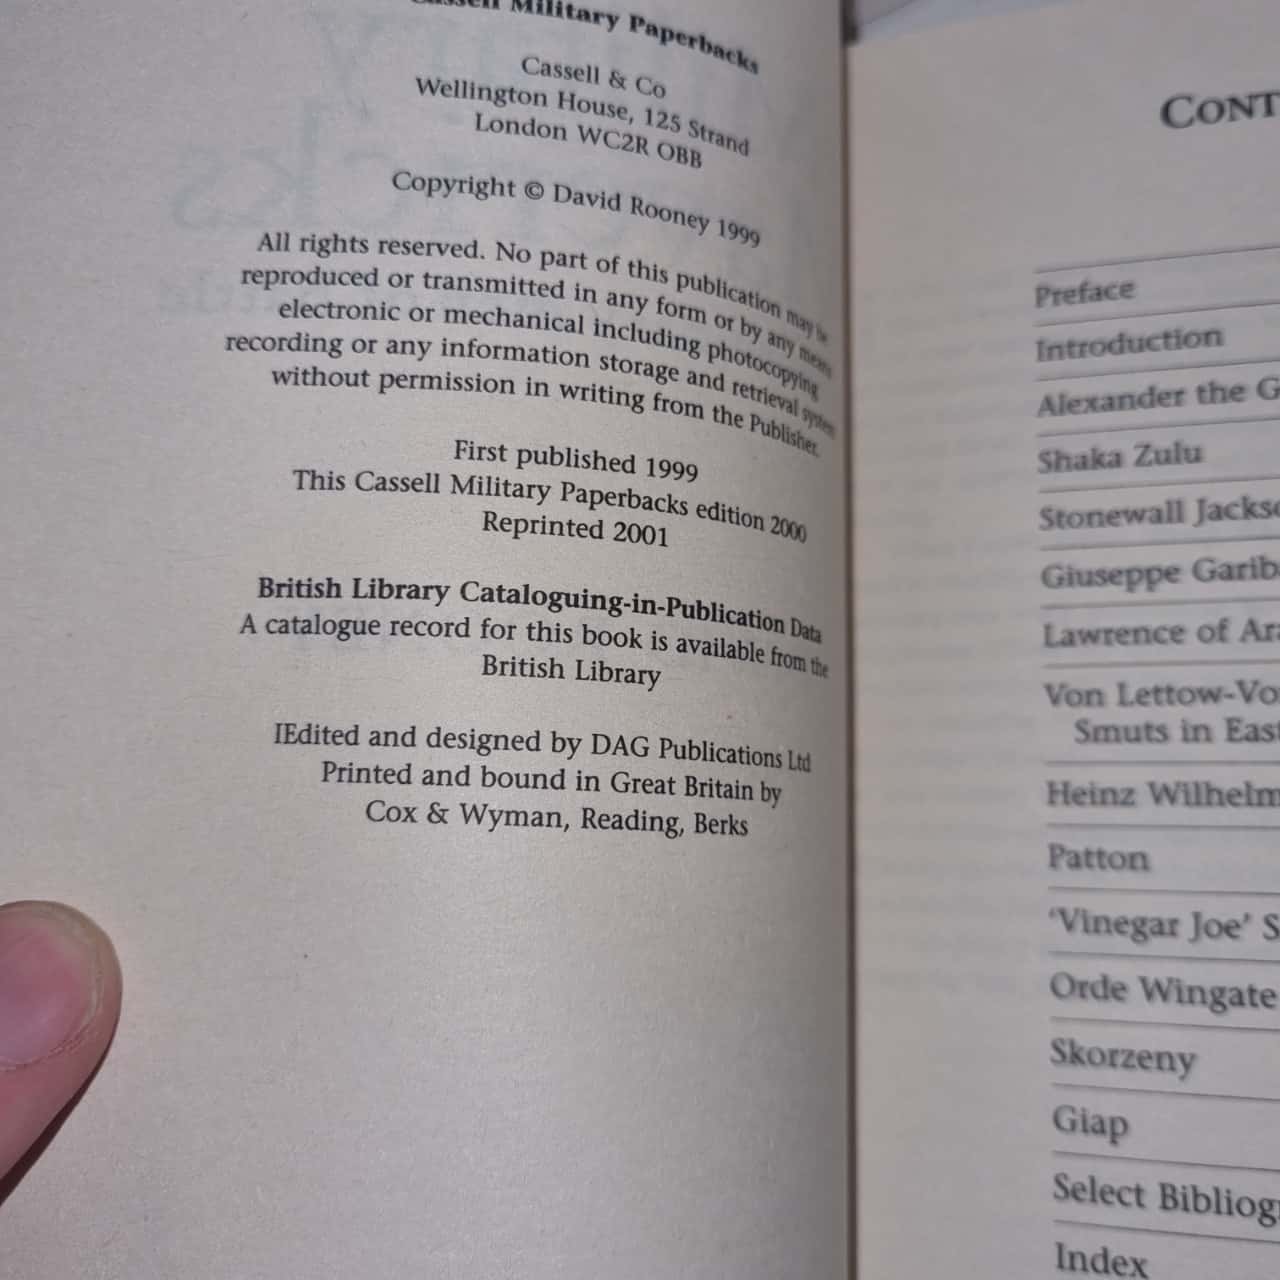 Cassell Military Paperbacks
Cassell & Co
Wellington House, 125 Strand
London WC2R OBB
Copyright © David Rooney 1999
All rights reserved. No part of this publication may be
reproduced or transmitted in any form or by any means
electronic or mechanical including photocopying
recording or any information storage and retrieval system
without permission in writing from the Publisher.
First published 1999
This Cassell Military Paperbacks edition 2000
Reprinted 2001
British Library Cataloguing-in-Publication Data
A catalogue record for this book is available from the
British Library
IEdited and designed by DAG Publications Ltd
Printed and bound in Great Britain by
Cox & Wyman, Reading, Berks
CONT
Preface
Introduction
Alexander the G
Shaka Zulu
Stonewall Jackso
Giuseppe Garib
Lawrence of Ar
Von Lettow-Vo
Smuts in East
Heinz Wilhelm
Patton
‘Vinegar Joe’ S
Orde Wingate
Skorzeny
Giap
Select Bibliog
Index